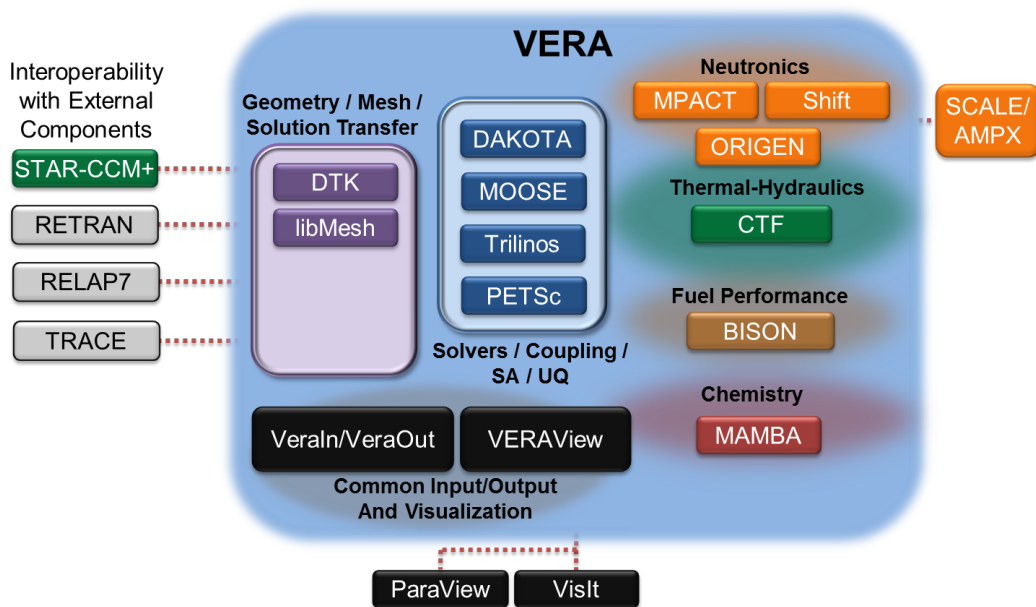 VERA
Interoperability
with External
Components
STAR-CCM+
RETRAN
RELAP7
TRACE
Geometry / Mesh /
Solution Transfer
DTK
libMesh
DAKOTA
MOOSE
Trilinos
PETSc
Solvers / Coupling /
SA / UQ
Neutronics
MPACT
Shift
ORIGEN
SCALE/
AMPX
Thermal-Hydraulics
CTF
Fuel Performance
BISON
Chemistry
MAMBA
VeraIn/VeraOut
VERAView
Common Input/Output
And Visualization
ParaView
VisIt